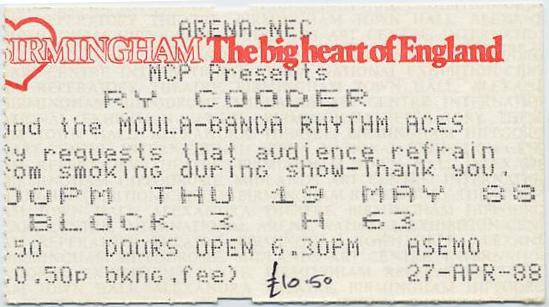 ARENA-NEC
BIRMINGHAM The big heart of England
MCP Presents
RY COODER
and the MOULA-BANDA RHYTHM ACES
ty requests that audience refrain
rom smoking during show-Thank you.
00PM THU 19 MAY 88
BLOCK 3 H 63
.50 DOORS OPEN 6.30PM ASEMO
.0.50p bkng.fee) £10.50 27-APR-88